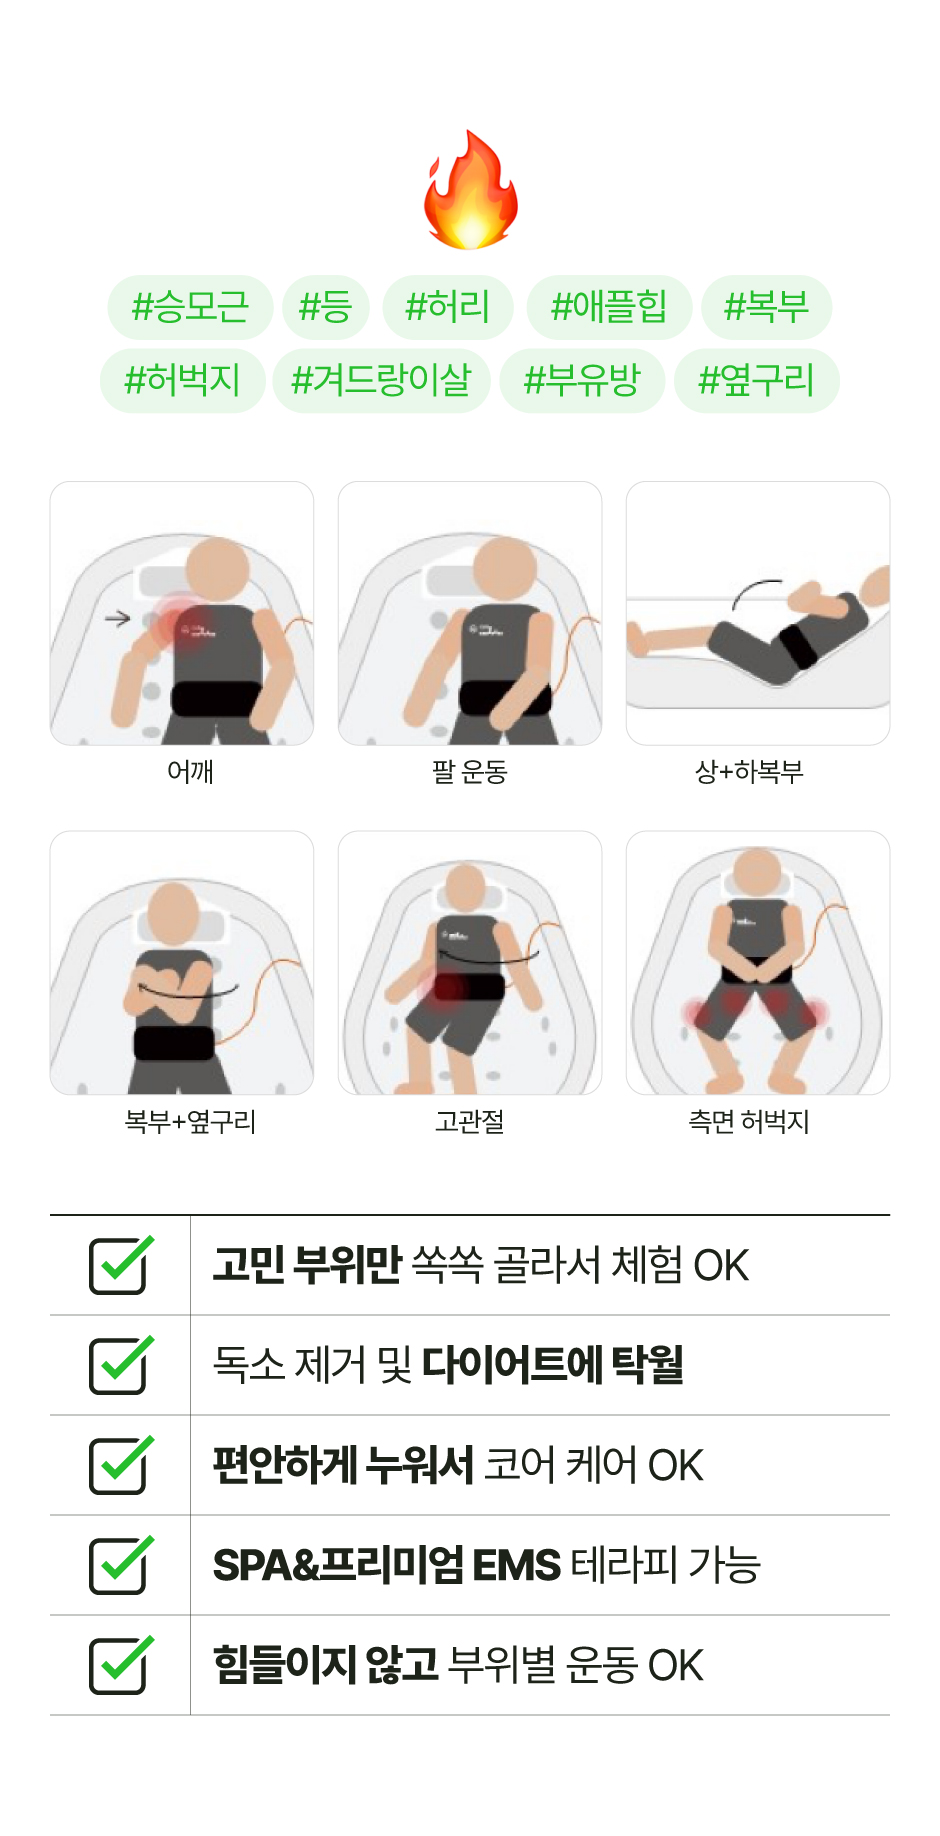 #승모근 #등 #허리 #애플힙 #복부
#허벅지 #겨드랑이살 #부유방 #옆구리
어깨 팔 운동 상+하복부
복부+옆구리 고관절 측면 허벅지
고민 부위만 쏙쏙 골라서 체험 OK
독소 제거 및 다이어트에 탁월
편안하게 누워서 코어 케어 OK
SPA&프리미엄 EMS 테라피 가능
힘들이지 않고 부위별 운동 OK